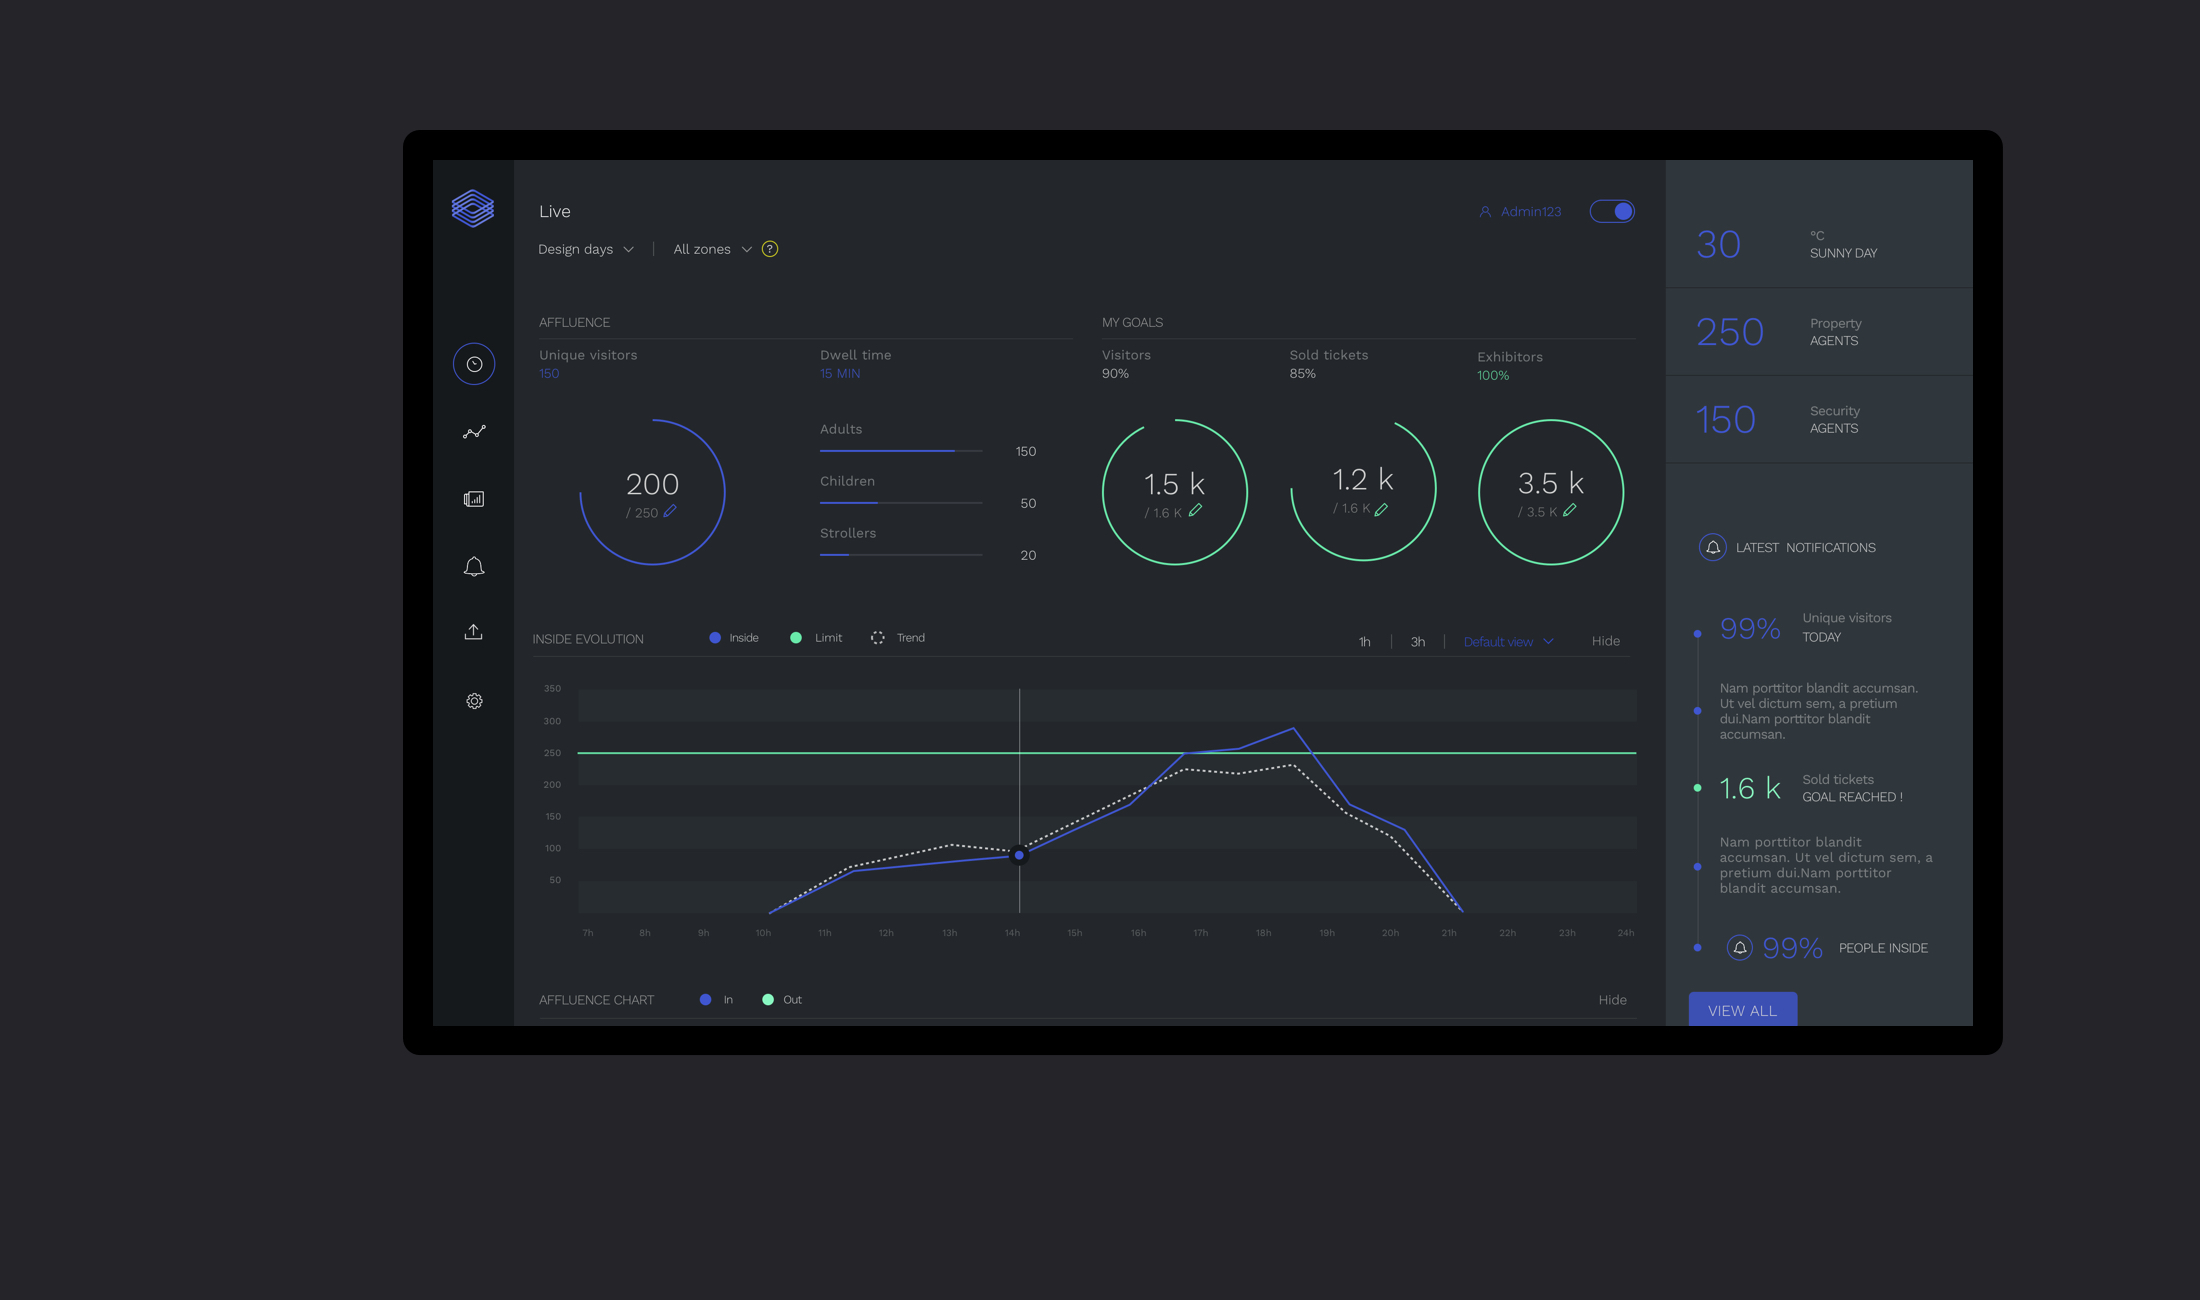 Live
Admin123
Design days
All zones
?
AFFLUENCE
Unique visitors
150
Dwell time
15 MIN
200
/ 250
Adults
150
Children
50
Strollers
20
MY GOALS
Visitors
90%
Sold tickets
85%
Exhibitors
100%
1.5 k
/ 1.6 K
1.2 k
/ 1.6 K
3.5 k
/ 3.5 K
INSIDE EVOLUTION
Inside
Limit
Trend
1h
3h
Default view
Hide
350
300
250
200
150
100
50
7h 8h 9h 10h 11h 12h 13h 14h 15h 16h 17h 18h 19h 20h 21h 22h 23h 24h
AFFLUENCE CHART
In
Out
Hide
30
°C
SUNNY DAY
250
Property
AGENTS
150
Security
AGENTS
LATEST NOTIFICATIONS
99%
Unique visitors
TODAY
Nam porttitor blandit accumsan.
Ut vel dictum sem, a pretium
dui.Nam porttitor blandit
accumsan.
1.6 k
Sold tickets
GOAL REACHED !
Nam porttitor blandit
accumsan. Ut vel dictum sem, a
pretium dui.Nam porttitor
blandit accumsan.
99%
PEOPLE INSIDE
VIEW ALL